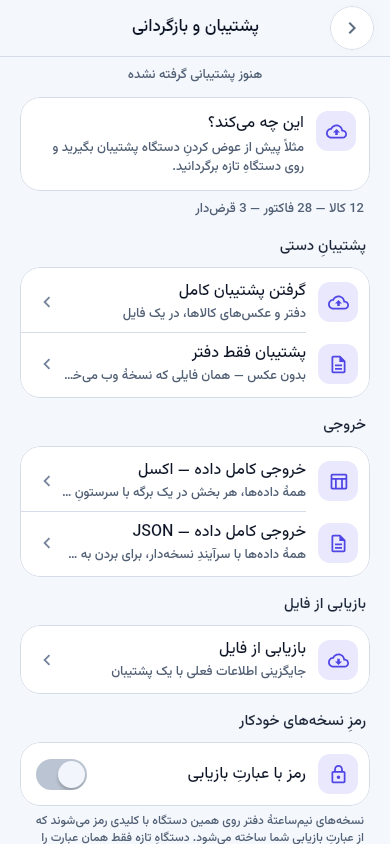 پشتیبان و بازگردانی
هنوز پشتیبانی گرفته نشده
این چه می‌کند؟
مثلاً پیش از عوض کردنِ دستگاه پشتیبان بگیرید و
روی دستگاهِ تازه برگردانید.
12 کالا — 28 فاکتور — 3 قرض‌دار
پشتیبانِ دستی
گرفتن پشتیبان کامل
دفتر و عکس‌های کالاها، در یک فایل
پشتیبان فقط دفتر
بدون عکس — همان فایلی که نسخهٔ وب می‌خـ...
خروجی
خروجی کامل داده — اکسل
همهٔ داده‌ها، هر بخش در یک برگه با سرستونِ ...
خروجی کامل داده — JSON
همهٔ داده‌ها با سرآیندِ نسخه‌دار، برای بردن به ...
بازیابی از فایل
بازیابی از فایل
جایگزینی اطلاعات فعلی با یک پشتیبان
رمزِ نسخه‌های خودکار
رمز با عبارتِ بازیابی
نسخه‌های نیم‌ساعتهٔ دفتر روی همین دستگاه با کلیدی رمز می‌شوند که
از عبارتِ بازیابی شما ساخته می‌شود. دستگاهِ تازه فقط همان عبارت را